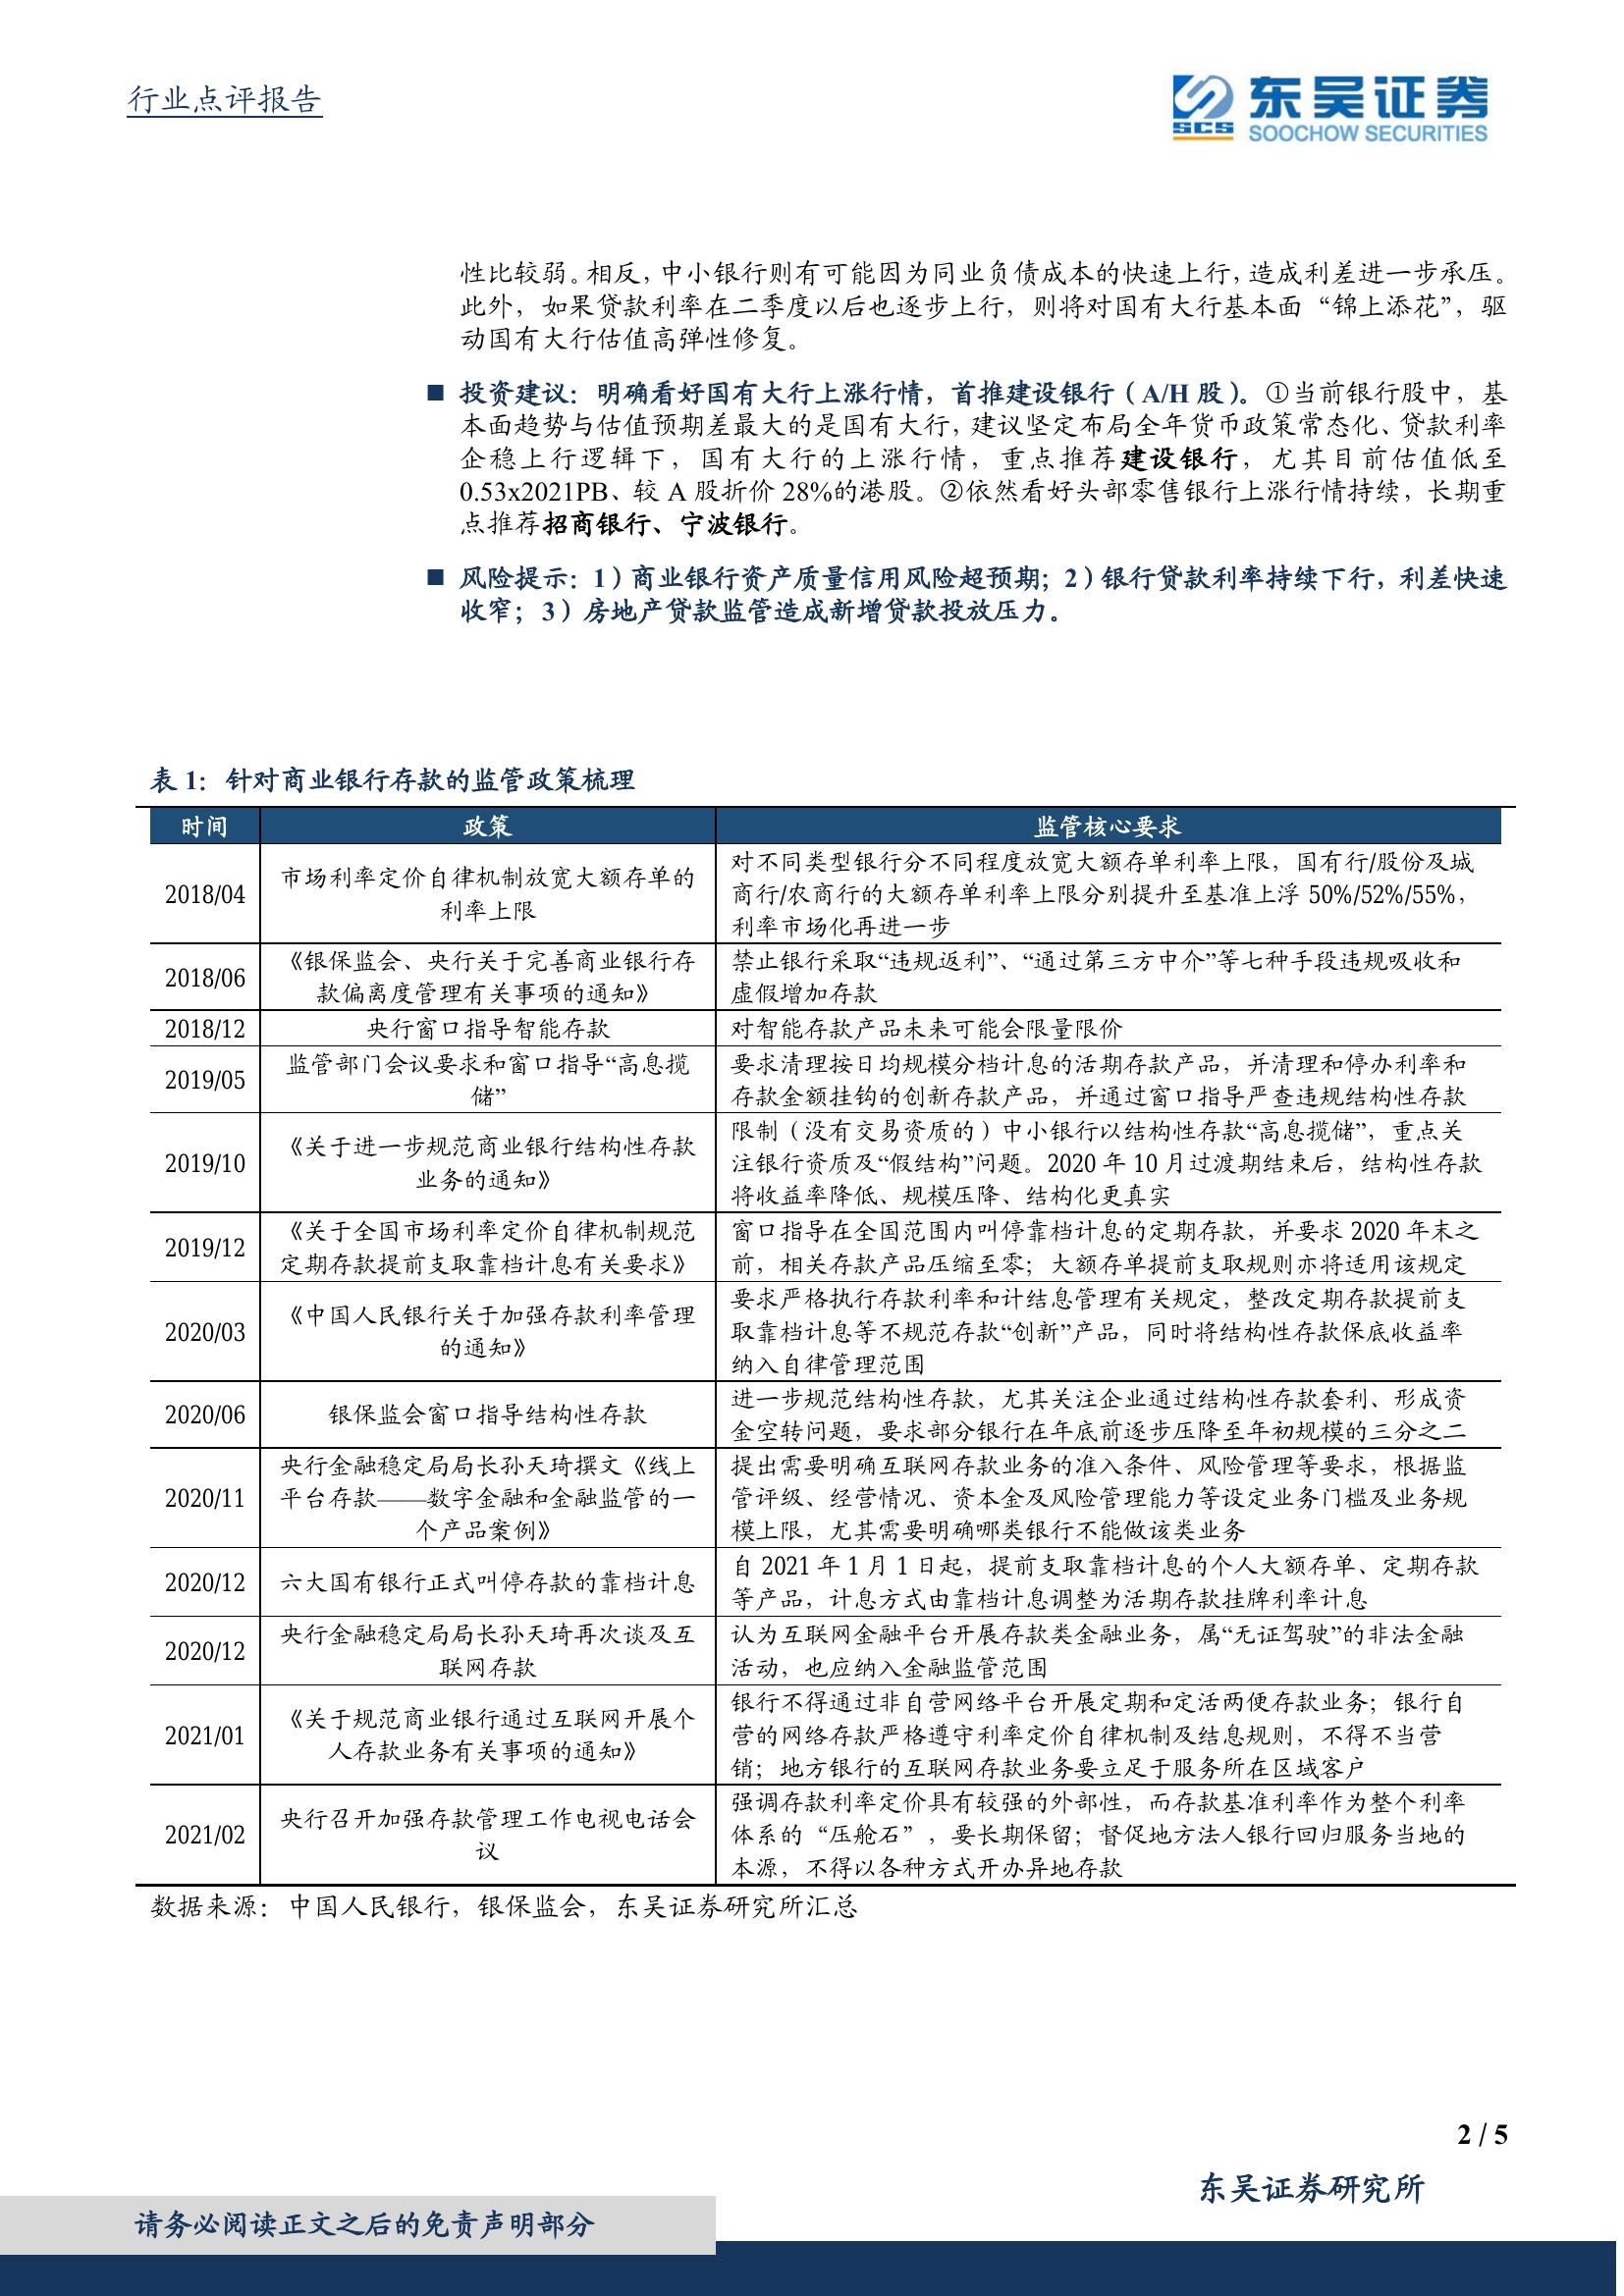 行业点评报告
东吴证券
SCS
SOOCHOW SECURITIES
性比较弱。相反，中小银行则有可能因为同业负债成本的快速上行，造成利差进一步承压。
此外，如果贷款利率在二季度以后也逐步上行，则将对国有大行基本面“锦上添花”，驱
动国有大行估值高弹性修复。
■ 投资建议：明确看好国有大行上涨行情，首推建设银行（A/H 股）。①当前银行股中，基
本面趋势与估值预期差最大的是国有大行，建议坚定布局全年货币政策常态化、贷款利率
企稳上行逻辑下，国有大行的上涨行情，重点推荐建设银行，尤其目前估值低至
0.53x2021PB、较 A 股折价 28%的港股。②依然看好头部零售银行上涨行情持续，长期重
点推荐招商银行、宁波银行。
■ 风险提示：1）商业银行资产质量信用风险超预期；2）银行贷款利率持续下行，利差快速
收窄；3）房地产贷款监管造成新增贷款投放压力。
表 1：针对商业银行存款的监管政策梳理
时间 政策 监管核心要求
2018/04
市场利率定价自律机制放宽大额存单的
利率上限
对不同类型银行分不同程度放宽大额存单利率上限，国有行/股份及城
商行/农商行的大额存单利率上限分别提升至基准上浮 50%/52%/55%，
利率市场化再进一步
2018/06
《银保监会、央行关于完善商业银行存
款偏离度管理有关事项的通知》
禁止银行采取“违规返利”、“通过第三方中介”等七种手段违规吸收和
虚假增加存款
2018/12
央行窗口指导智能存款
对智能存款产品未来可能会限量限价
2019/05
监管部门会议要求和窗口指导“高息揽
储”
要求清理按日均规模分档计息的活期存款产品，并清理和停办利率和
存款金额挂钩的创新存款产品，并通过窗口指导严查违规结构性存款
2019/10
《关于进一步规范商业银行结构性存款
业务的通知》
限制（没有交易资质的）中小银行以结构性存款“高息揽储”，重点关
注银行资质及“假结构”问题。2020 年 10 月过渡期结束后，结构性存款
将收益率降低、规模压降、结构化更真实
2019/12
《关于全国市场利率定价自律机制规范
定期存款提前支取靠档计息有关要求》
窗口指导在全国范围内叫停靠档计息的定期存款，并要求 2020 年末之
前，相关存款产品压缩至零；大额存单提前支取规则亦将适用该规定
2020/03
《中国人民银行关于加强存款利率管理
的通知》
要求严格执行存款利率和计结息管理有关规定，整改定期存款提前支
取靠档计息等不规范存款“创新”产品，同时将结构性存款保底收益率
纳入自律管理范围
2020/06
银保监会窗口指导结构性存款
进一步规范结构性存款，尤其关注企业通过结构性存款套利、形成资
金空转问题，要求部分银行在年底前逐步压降至年初规模的三分之二
2020/11
央行金融稳定局局长孙天琦撰文《线上
平台存款——数字金融和金融监管的一
个产品案例》
提出需要明确互联网存款业务的准入条件、风险管理等要求，根据监
管评级、经营情况、资本金及风险管理能力等设定业务门槛及业务规
模上限，尤其需要明确哪类银行不能做该类业务
2020/12
六大国有银行正式叫停存款的靠档计息
自 2021 年 1 月 1 日起，提前支取靠档计息的个人大额存单、定期存款
等产品，计息方式由靠档计息调整为活期存款挂牌利率计息
2020/12
央行金融稳定局局长孙天琦再次谈及互
联网存款
认为互联网金融平台开展存款类金融业务，属“无证驾驶”的非法金融
活动，也应纳入金融监管范围
2021/01
《关于规范商业银行通过互联网开展个
人存款业务有关事项的通知》
银行不得通过非自营网络平台开展定期和定活两便存款业务；银行自
营的网络存款严格遵守利率定价自律机制及结息规则，不得不当营
销；地方银行的互联网存款业务要立足于服务所在区域客户
2021/02
央行召开加强存款管理工作电视电话会
议
强调存款利率定价具有较强的外部性，而存款基准利率作为整个利率
体系的“压舱石”，要长期保留；督促地方法人银行回归服务当地的
本源，不得以各种方式开办异地存款
数据来源：中国人民银行，银保监会，东吴证券研究所汇总
2 / 5
东吴证券研究所
请务必阅读正文之后的免责声明部分